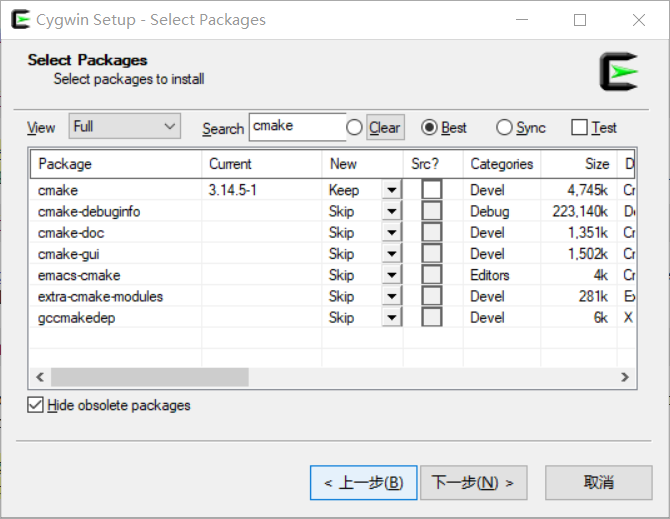 Cygwin Setup - Select Packages
Select Packages
Select packages to install
View Full Search cmake Clear Best Sync Test
Package Current New Src? Categories Size D
cmake 3.14.5-1 Keep Devel 4,745k Cr
cmake-debuginfo Skip Debug 223,140k De
cmake-doc Skip Devel 1,351k Cr
cmake-gui Skip Devel 1,502k Cr
emacs-cmake Skip Editors 4k Cr
extra-cmake-modules Skip Devel 281k Ex
gccmakedep Skip Devel 6k X
Hide obsolete packages
< 上一步(B) 下一步(N) > 取消